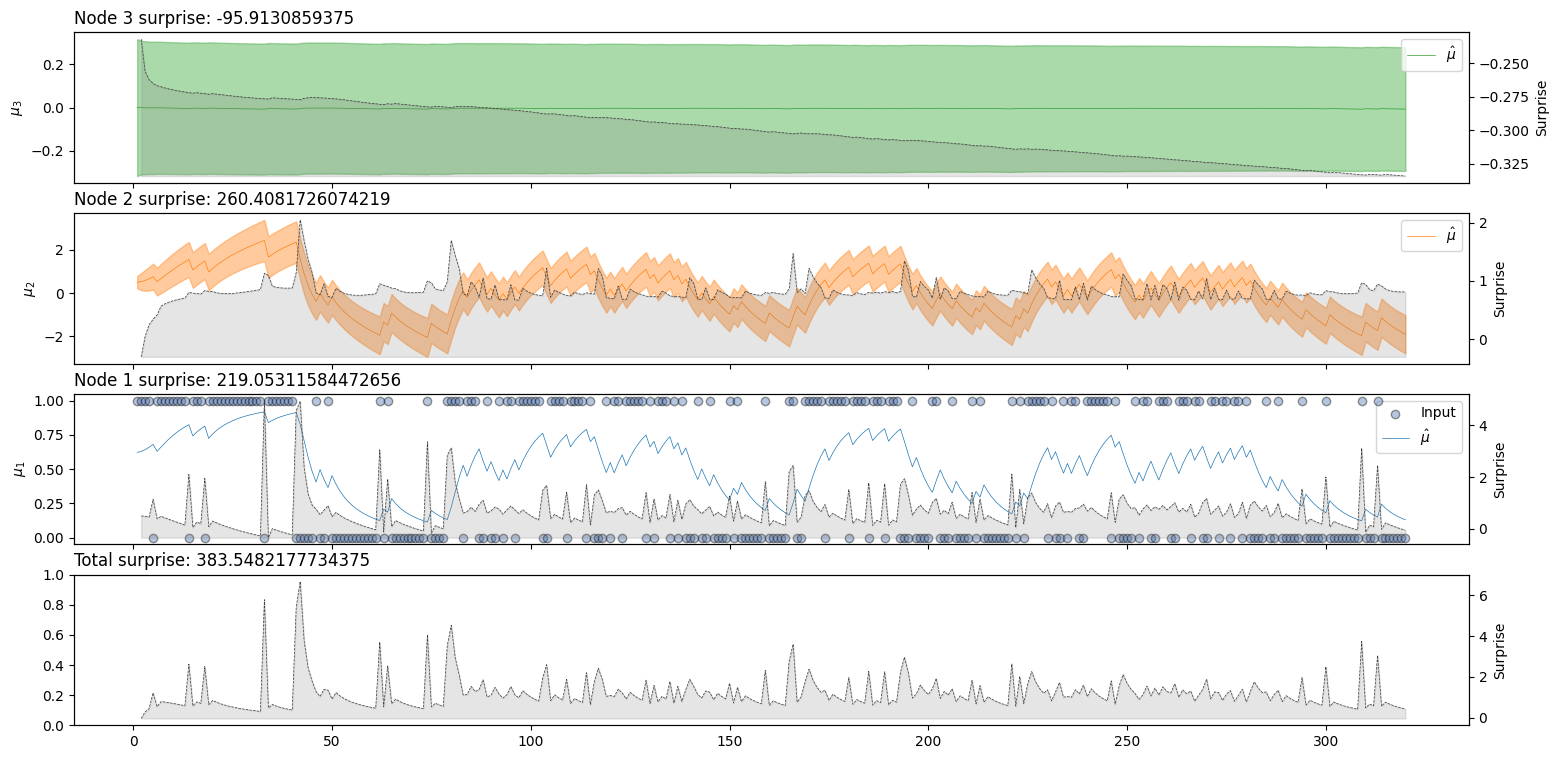 Node 3 surprise: -95.9130859375
μ₃
0.2
0.0
−0.2
μ̂
−0.250
−0.275
−0.300
−0.325
Surprise
Node 2 surprise: 260.4081726074219
μ₂
2
0
−2
μ̂
2
1
0
Surprise
Node 1 surprise: 219.05311584472656
μ₁
1.00
0.75
0.50
0.25
0.00
Input
μ̂
4
2
0
Surprise
Total surprise: 383.5482177734375
1.0
0.8
0.6
0.4
0.2
0.0
6
4
2
0
Surprise
0
50
100
150
200
250
300